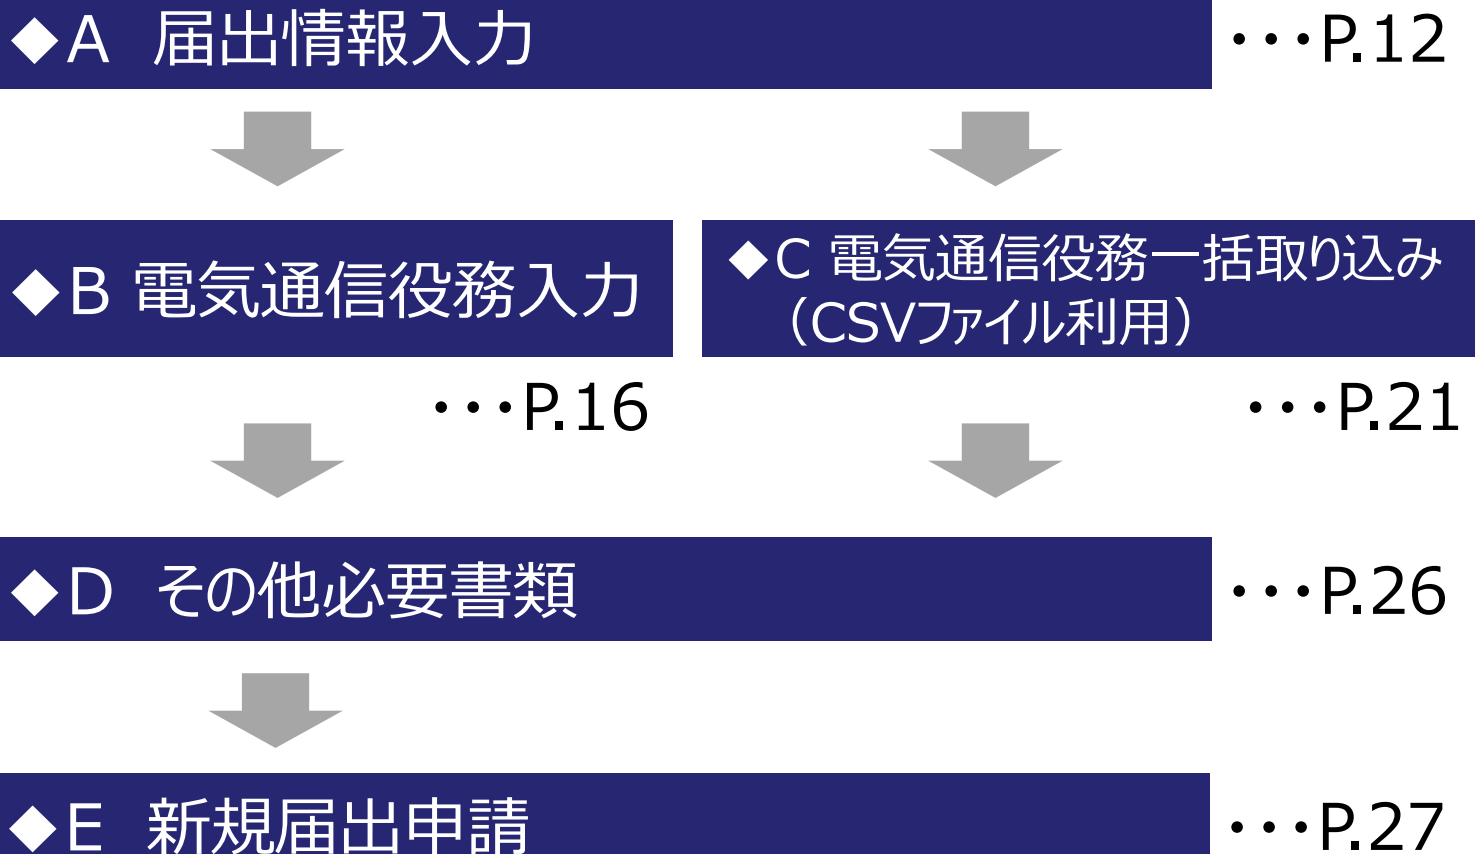 ◆A 届出情報入力 ・・・P.12
◆B 電気通信役務入力
・・・P.16
◆C 電気通信役務一括取り込み
（CSVファイル利用）
・・・P.21
◆D その他必要書類 ・・・P.26
◆E 新規届出申請 ・・・P.27